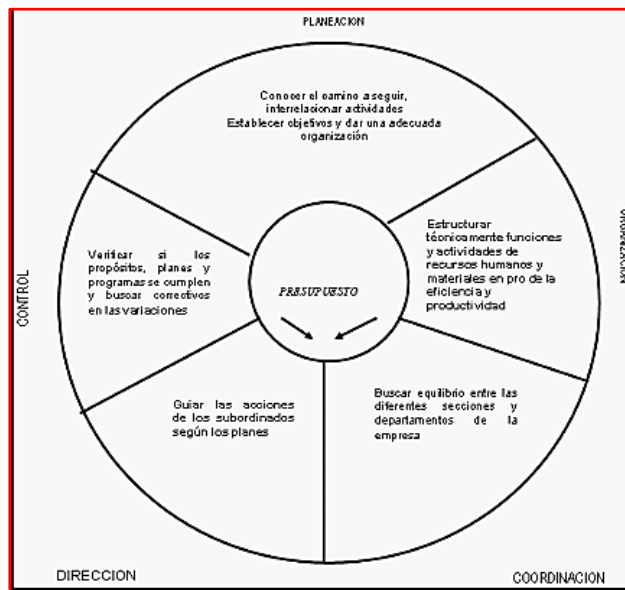 PLANEACION
Conocer el camino a seguir,
interrelacionar actividades
Establecer objetivos y dar una adecuada
organización
Estructurar
técnicamente funciones
y actividades de
recursos humanos y
materiales en pro de la
eficiencia y
productividad
ORGANIZACION
Verificar si los
propósitos, planes y
programas se cumplen
y buscar correctivos
en las variaciones
CONTROL
PRESUPUESTO
Guiar las acciones
de los subordinados
según los planes
Buscar equilibrio entre las
diferentes secciones y
departamentos de la
empresa
DIRECCION
COORDINACION